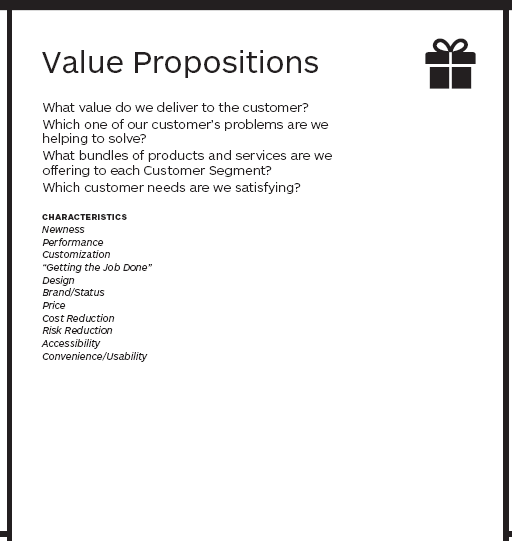 Value Propositions
What value do we deliver to the customer?
Which one of our customer's problems are we
helping to solve?
What bundles of products and services are we
offering to each Customer Segment?
Which customer needs are we satisfying?
CHARACTERISTICS
Newness
Performance
Customization
“Getting the Job Done”
Design
Brand/Status
Price
Cost Reduction
Risk Reduction
Accessibility
Convenience/Usability